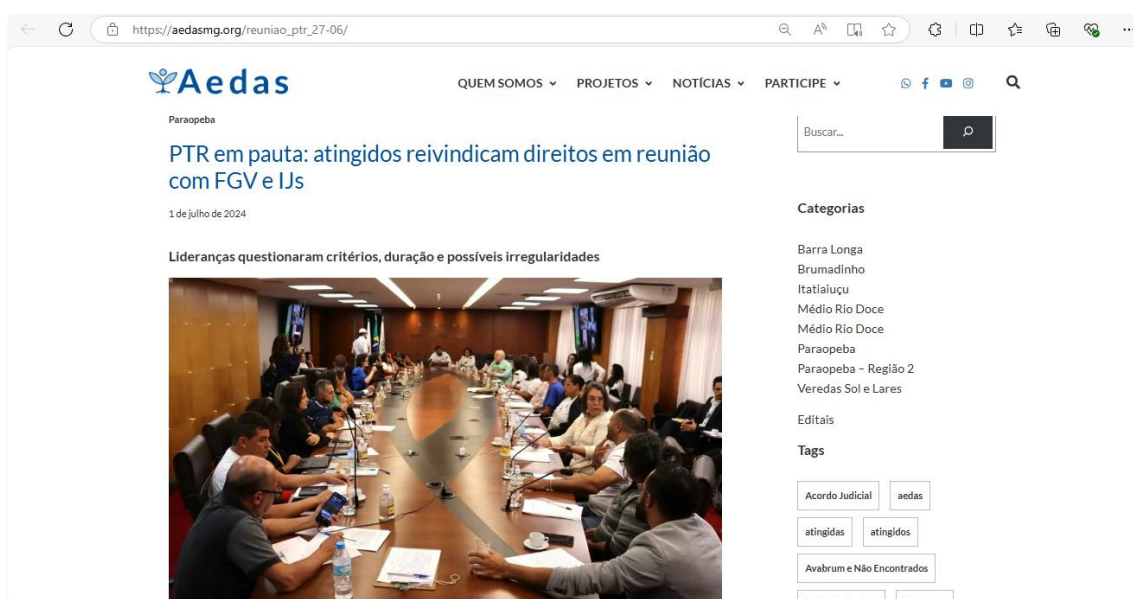 https://aedasmg.org/reuniao_ptr_27-06/
Aedas
QUEM SOMOS PROJETOS NOTÍCIAS PARTICIPE
Paraopeba
PTR em pauta: atingidos reivindicam direitos em reunião
com FGV e IJs
1 de julho de 2024
Lideranças questionaram critérios, duração e possíveis irregularidades
Buscar...
Categorias
Barra Longa
Brumadinho
Itatiaiuçu
Médio Rio Doce
Médio Rio Doce
Paraopeba
Paraopeba – Região 2
Veredas Sol e Lares
Editais
Tags
Acordo Judicial aedas
atingidas atingidos
Avabrum e Não Encontrados